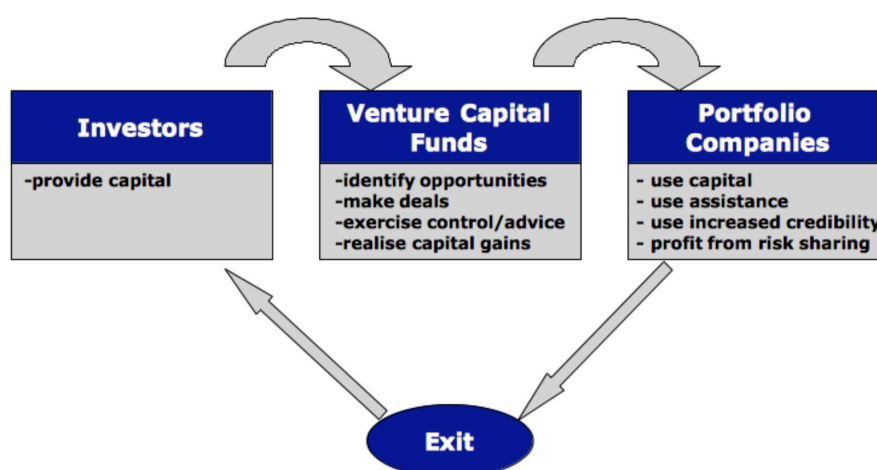 Investors
-provide capital
Venture Capital
Funds
-identify opportunities
-make deals
-exercise control/advice
-realise capital gains
Portfolio
Companies
- use capital
- use assistance
- use increased credibility
- profit from risk sharing
Exit